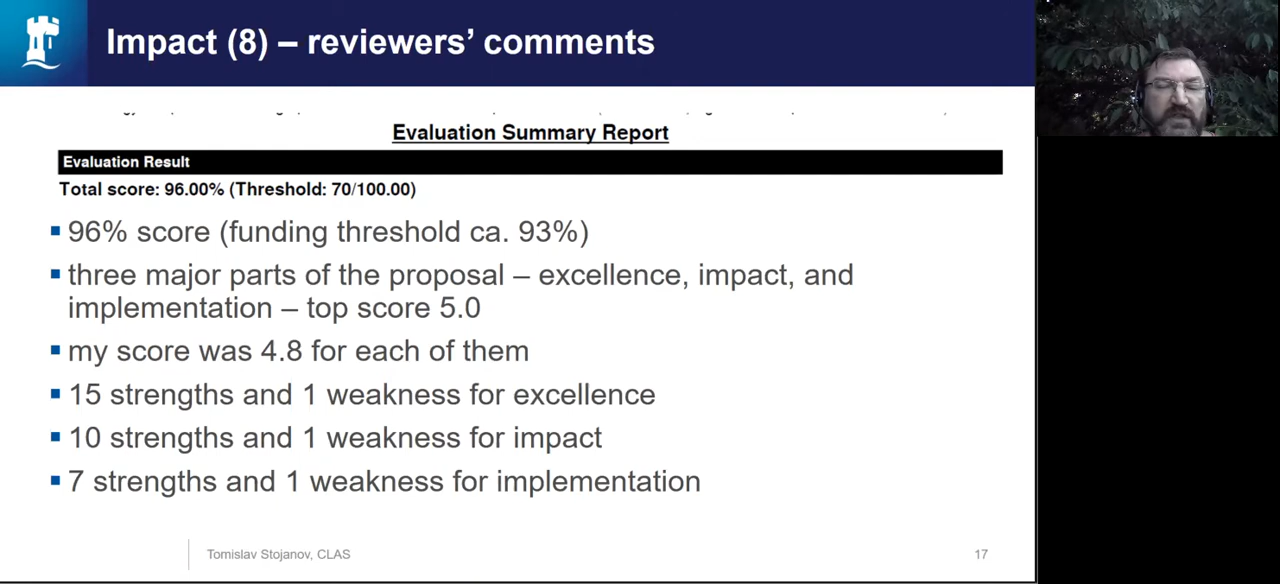 Impact (8) – reviewers’ comments
Evaluation Summary Report
Evaluation Result
Total score: 96.00% (Threshold: 70/100.00)
▪ 96% score (funding threshold ca. 93%)
▪ three major parts of the proposal – excellence, impact, and
implementation – top score 5.0
▪ my score was 4.8 for each of them
▪ 15 strengths and 1 weakness for excellence
▪ 10 strengths and 1 weakness for impact
▪ 7 strengths and 1 weakness for implementation
Tomislav Stojanov, CLAS
17